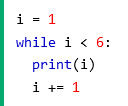 i = 1
while i < 6:
  print(i)
  i += 1